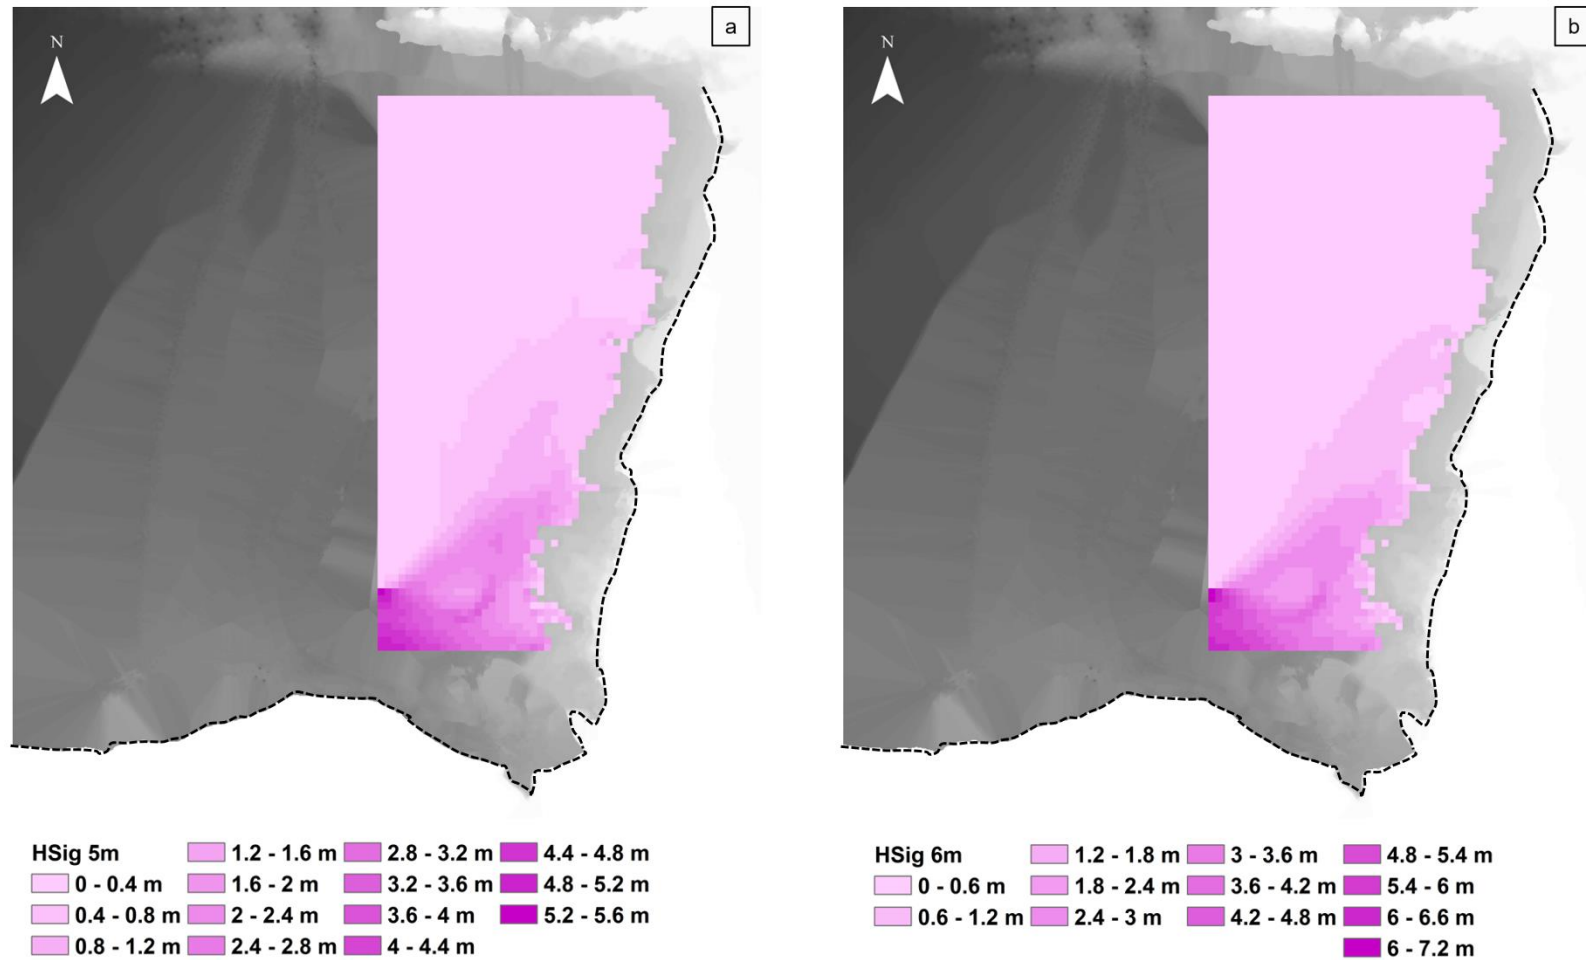 a
N
b
N
HSig 5m
0 - 0.4 m
0.4 - 0.8 m
0.8 - 1.2 m
1.2 - 1.6 m
1.6 - 2 m
2 - 2.4 m
2.4 - 2.8 m
2.8 - 3.2 m
3.2 - 3.6 m
3.6 - 4 m
4 - 4.4 m
4.4 - 4.8 m
4.8 - 5.2 m
5.2 - 5.6 m
HSig 6m
0 - 0.6 m
0.6 - 1.2 m
1.2 - 1.8 m
1.8 - 2.4 m
2.4 - 3 m
3 - 3.6 m
3.6 - 4.2 m
4.2 - 4.8 m
4.8 - 5.4 m
5.4 - 6 m
6 - 6.6 m
6 - 7.2 m